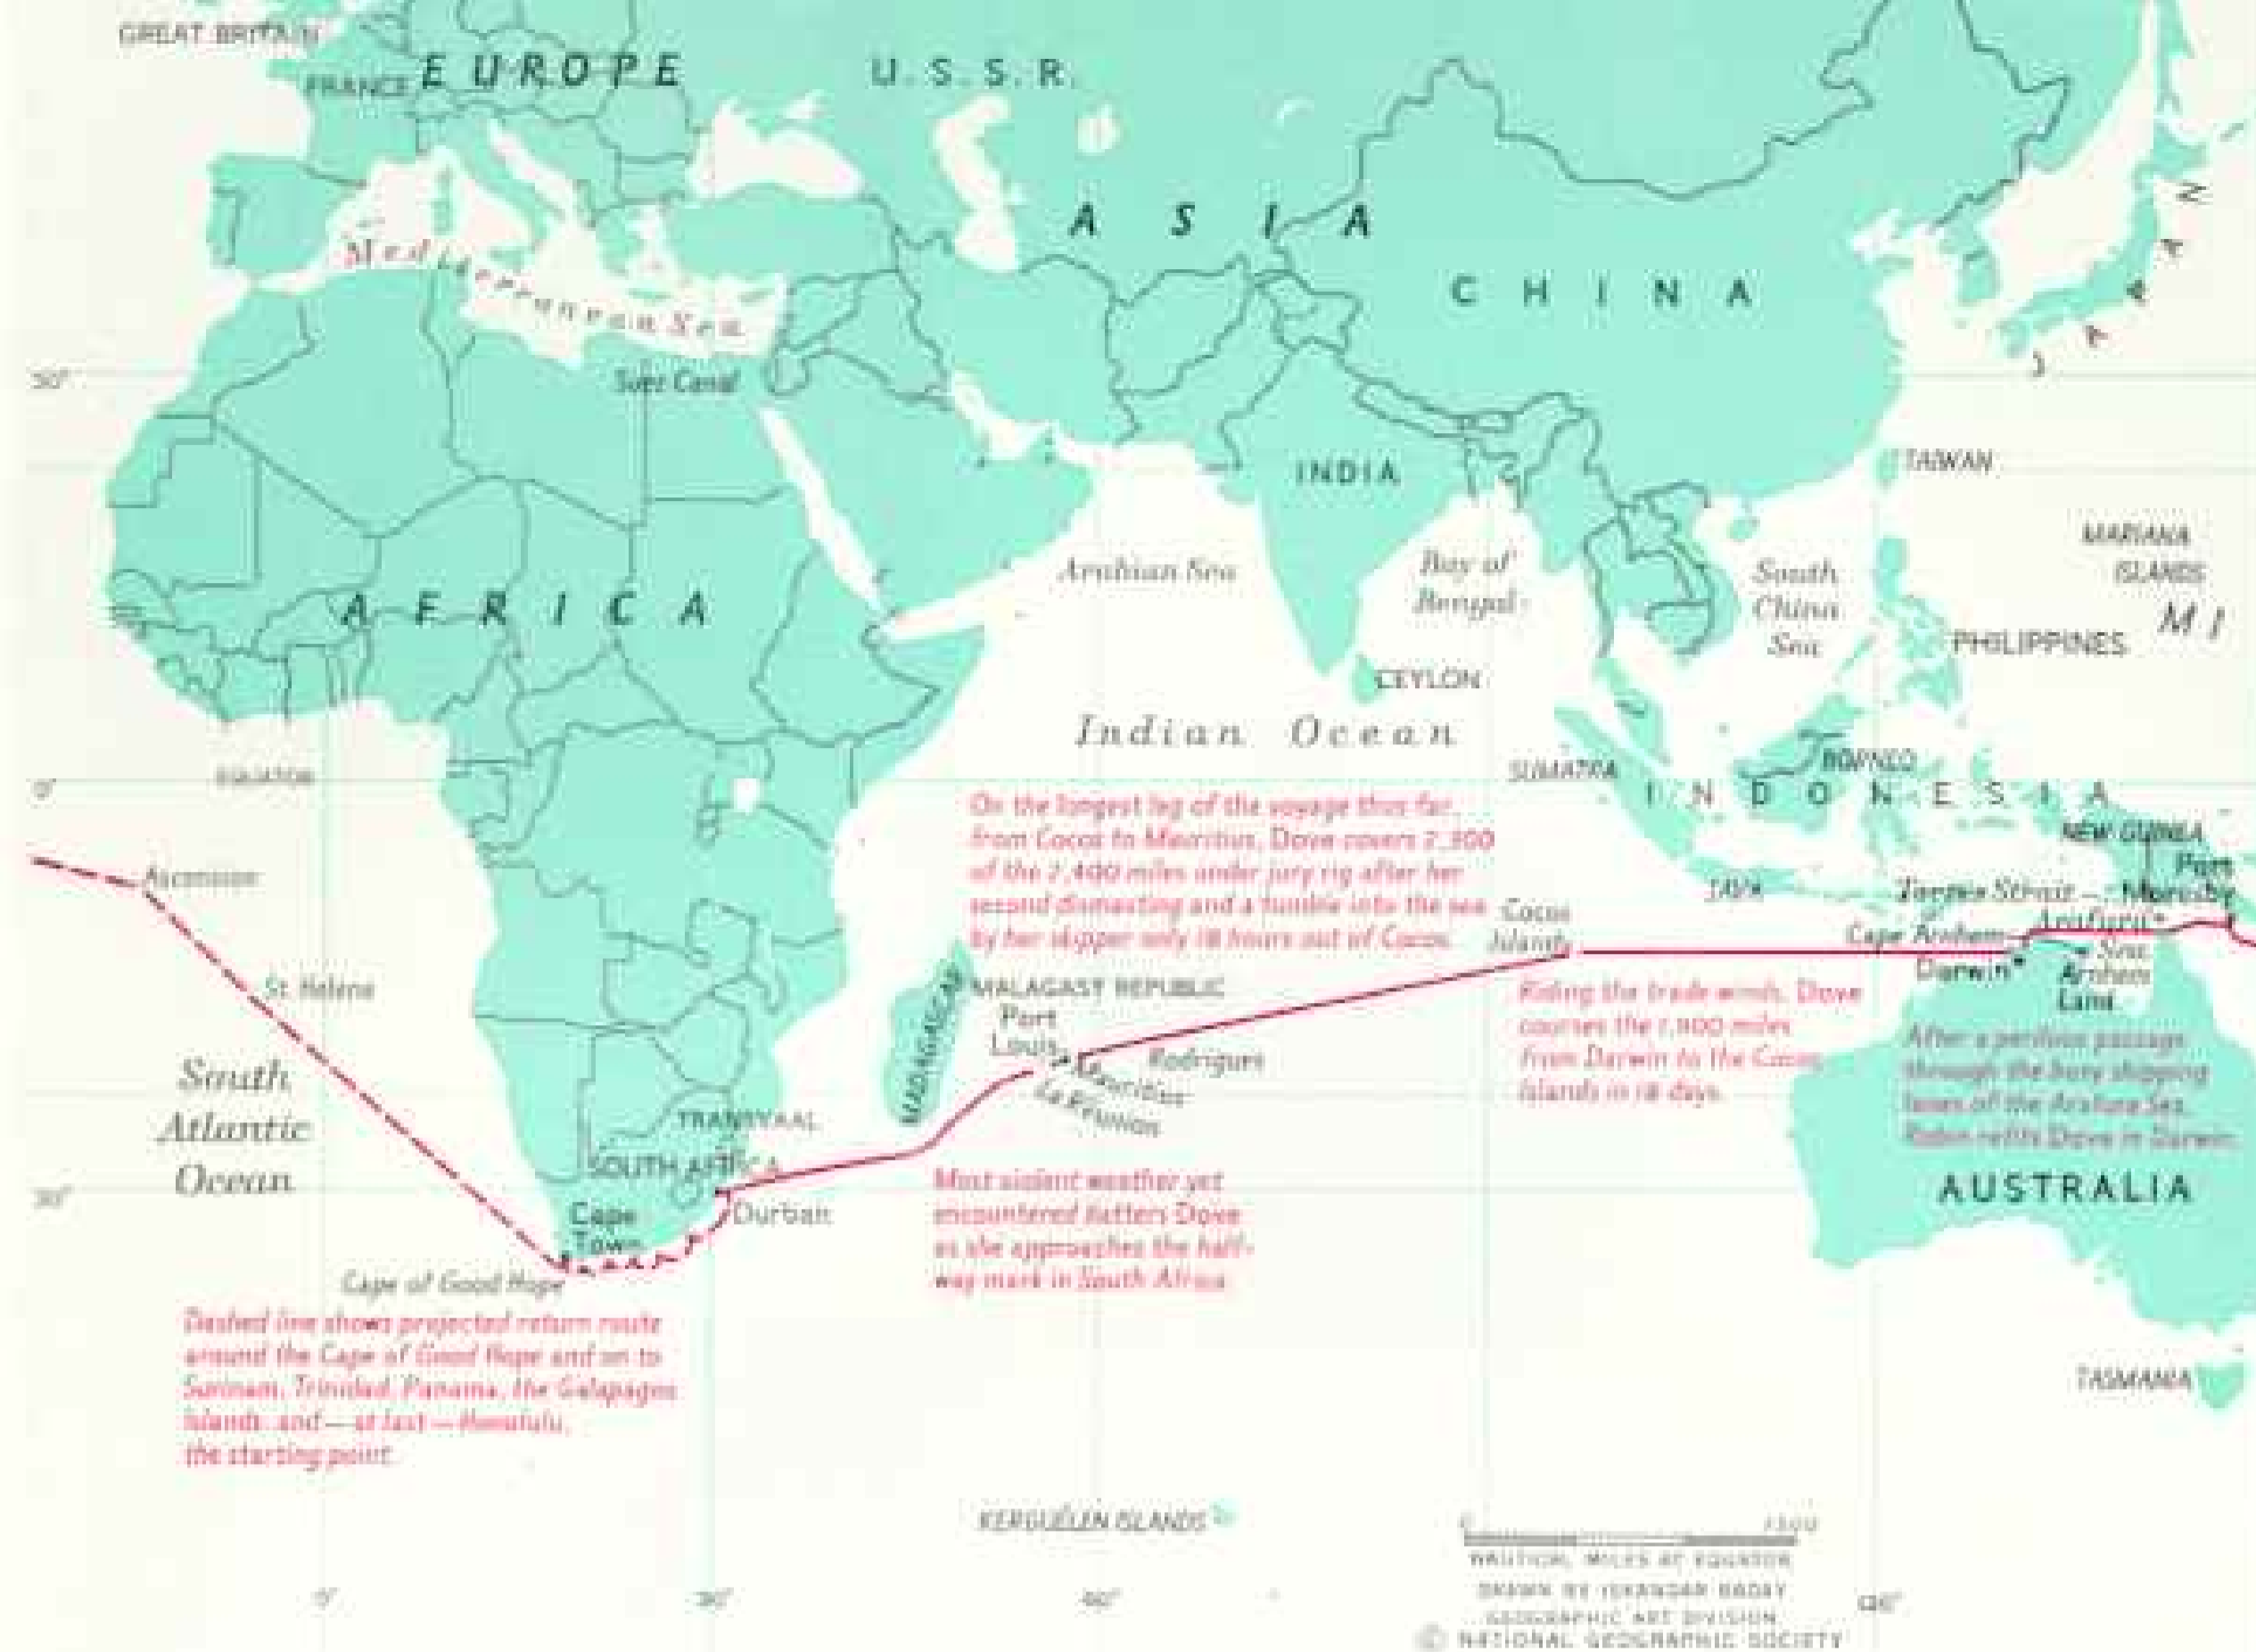 GREAT BRITAIN
FRANCE
EUROPE
U.S.S.R.
ASIA
CHINA
JAPAN
Mediterranean Sea
30°
Suez Canal
INDIA
TAIWAN
MARIANA
ISLANDS
MI
Arabian Sea
Bay of
Bengal
South
China
Sea
PHILIPPINES
AFRICA
CEYLON
Indian Ocean
EQUATOR
0°
SUMATRA
BORNEO
INDONESIA
NEW GUINEA
Port
Moresby
JAVA
Torres Strait
Arafura
Sea
Cape Arnhem
Darwin
Arnhem
Land
On the longest leg of the voyage thus far,
from Cocos to Mauritius, Dove covers 2,300
of the 2,400 miles under jury rig after her
second dismasting and a tumble into the sea
by her skipper only 18 hours out of Cocos.
Cocos
Islands
Ascension
St. Helena
South
Atlantic
Ocean
MADAGASCAR
MALAGASY REPUBLIC
Port
Louis
Mauritius
La Réunion
Rodrigues
Riding the trade winds, Dove
courses the 1,900 miles
from Darwin to the Cocos
Islands in 18 days.
After a perilous passage
through the busy shipping
lanes of the Arafura Sea,
Robin refits Dove in Darwin.
AUSTRALIA
TRANSVAAL
SOUTH AFRICA
30°
Cape
Town
Durban
Cape of Good Hope
Most violent weather yet
encountered batters Dove
as she approaches the half-
way mark in South Africa.
Dashed line shows projected return route
around the Cape of Good Hope and on to
Surinam, Trinidad, Panama, the Galapagos
Islands, and—at last—Honolulu,
the starting point.
TASMANIA
KERGUÉLEN ISLANDS
0 1500
NAUTICAL MILES AT EQUATOR
DRAWN BY ISKANDAR BADAY
GEOGRAPHIC ART DIVISION
© NATIONAL GEOGRAPHIC SOCIETY
0° 30° 60° 120°